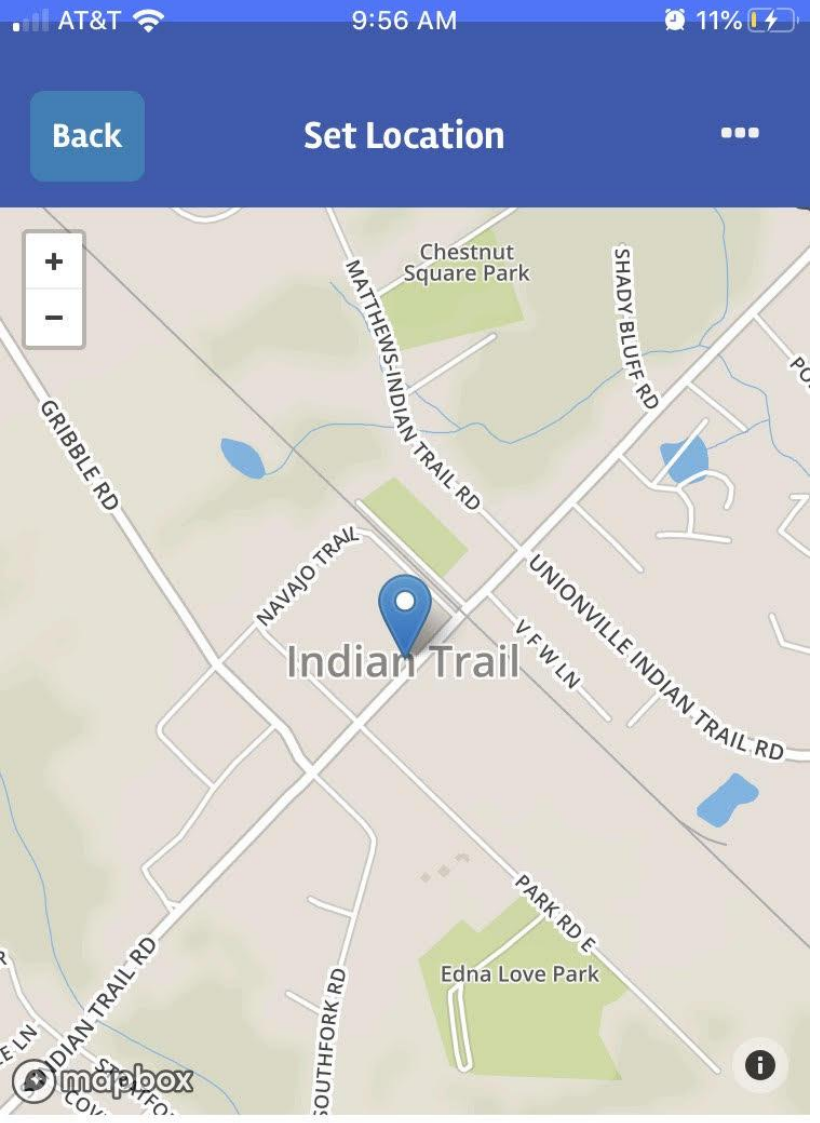 AT&T
9:56 AM
11%
Back
Set Location
+
−
Chestnut
Square Park
SHADY BLUFF RD
MATTHEWS-INDIAN TRAIL RD
GRIBBLE RD
NAVAJO TRAIL
UNIONVILLE INDIAN TRAIL RD
V F W LN
Indian Trail
PARK RD E
Edna Love Park
INDIAN TRAIL RD
SOUTHFORK RD
mapbox
i